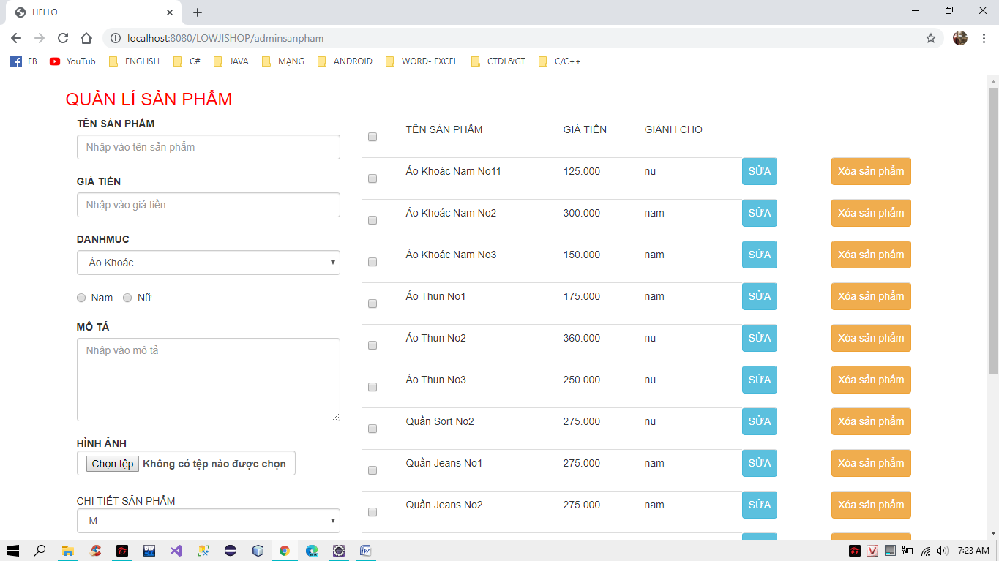 HELLO
localhost:8080/LOWJISHOP/adminsanpham
FB YouTube ENGLISH C# JAVA MẠNG ANDROID WORD- EXCEL CTDL&GT C/C++
QUẢN LÍ SẢN PHẨM
TÊN SẢN PHẨM
Nhập vào tên sản phẩm
GIÁ TIỀN
Nhập vào giá tiền
DANHMUC
Áo Khoác
Nam Nữ
MÔ TẢ
Nhập vào mô tả
HÌNH ẢNH
Chọn tệp Không có tệp nào được chọn
CHI TIẾT SẢN PHẨM
M
TÊN SẢN PHẨM GIÁ TIỀN GIÀNH CHO
Áo Khoác Nam No11 125.000 nu SỬA Xóa sản phẩm
Áo Khoác Nam No2 300.000 nam SỬA Xóa sản phẩm
Áo Khoác Nam No3 150.000 nam SỬA Xóa sản phẩm
Áo Thun No1 175.000 nam SỬA Xóa sản phẩm
Áo Thun No2 360.000 nu SỬA Xóa sản phẩm
Áo Thun No3 250.000 nu SỬA Xóa sản phẩm
Quần Sort No2 275.000 nu SỬA Xóa sản phẩm
Quần Jeans No1 275.000 nam SỬA Xóa sản phẩm
Quần Jeans No2 275.000 nam SỬA Xóa sản phẩm
7:23 AM